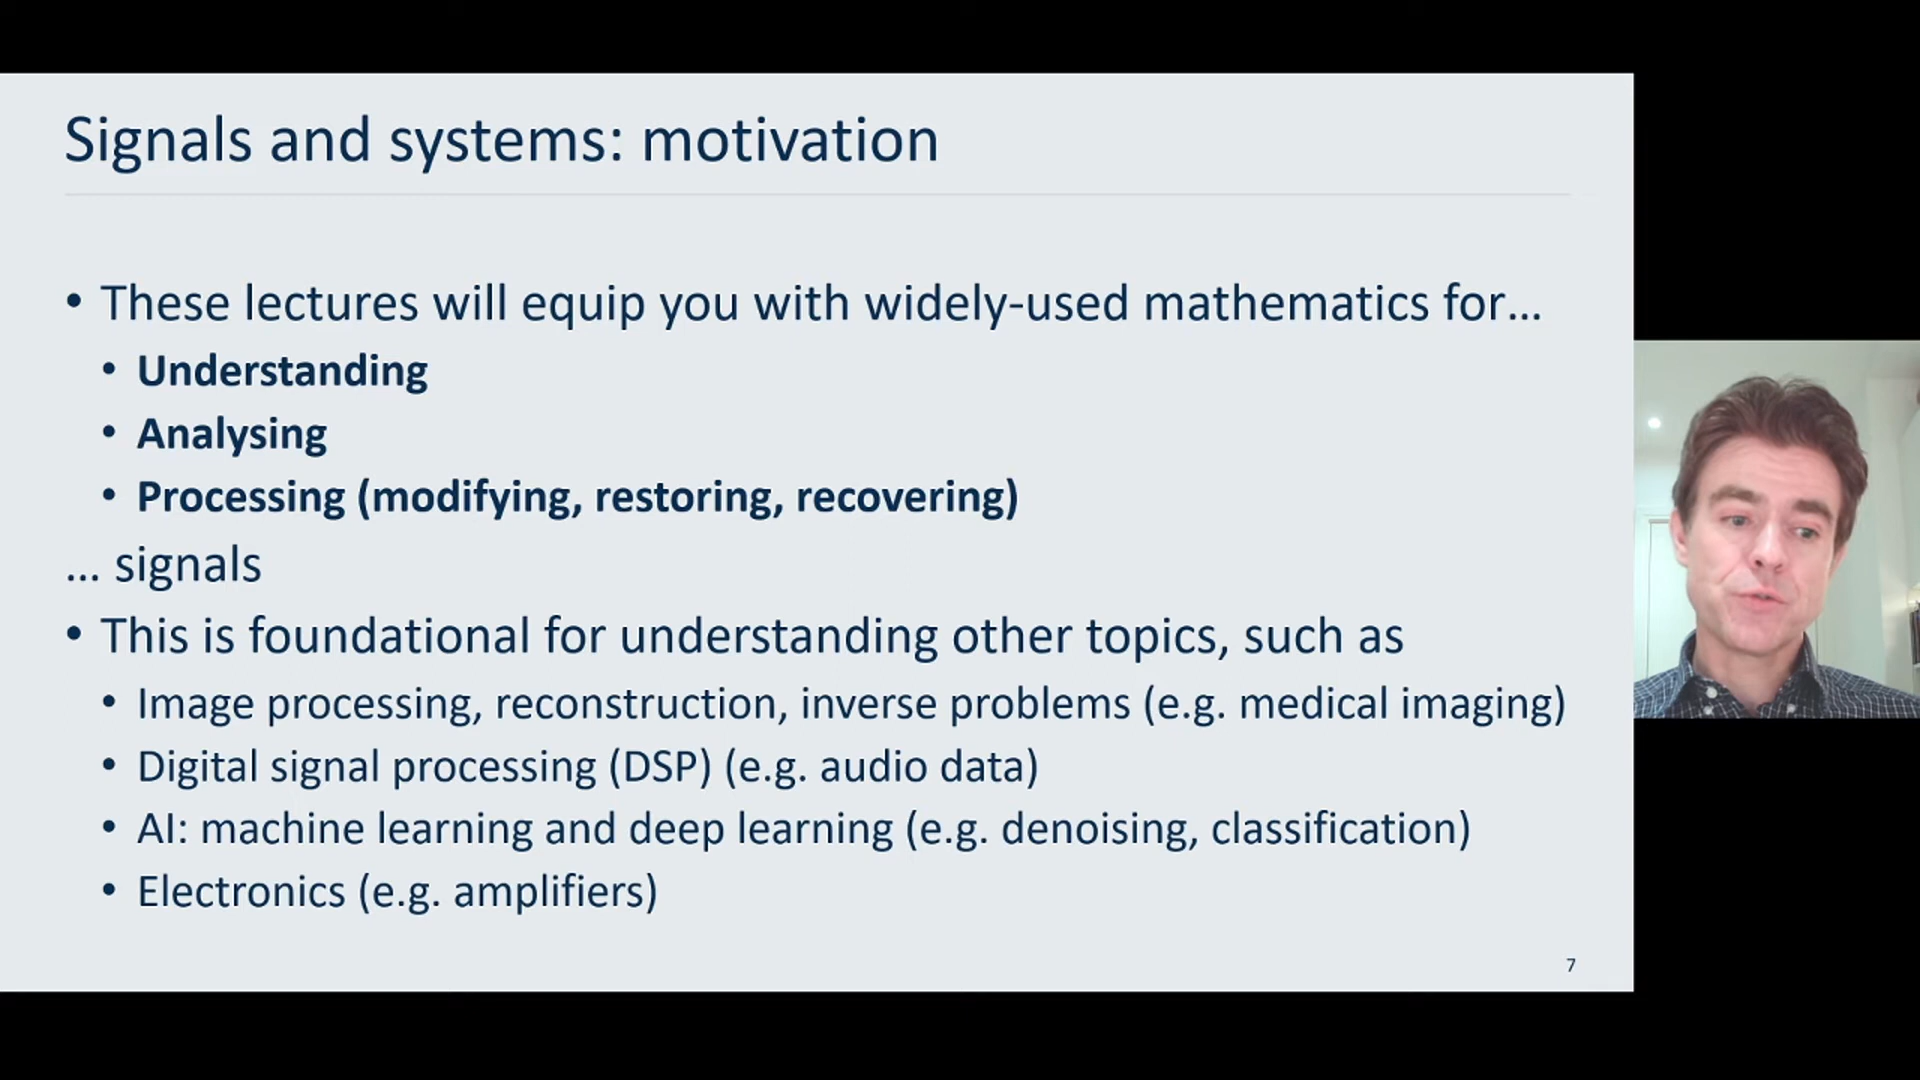 Signals and systems: motivation
• These lectures will equip you with widely-used mathematics for...
• Understanding
• Analysing
• Processing (modifying, restoring, recovering)
... signals
• This is foundational for understanding other topics, such as
• Image processing, reconstruction, inverse problems (e.g. medical imaging)
• Digital signal processing (DSP) (e.g. audio data)
• AI: machine learning and deep learning (e.g. denoising, classification)
• Electronics (e.g. amplifiers)
7